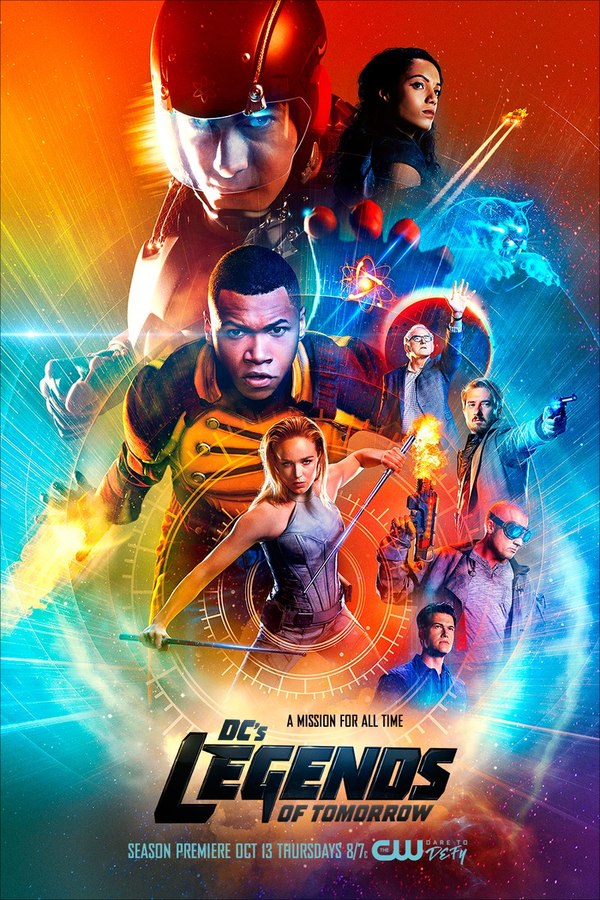 A MISSION FOR ALL TIME
DC's
LEGENDS
OF TOMORROW
SEASON PREMIERE OCT 13 THURSDAYS 8/7c THE CW DARE TO DEFY